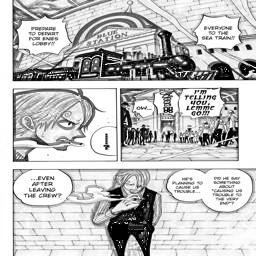 PREPARE
TO DEPART
FOR ENIES
LOBBY!!
EVERYONE
TO THE
SEA TRAIN!!
BLUE
STATION
OW...
I'M
TELLING
YOU,
LEMME
GO!!!
...EVEN
AFTER
LEAVING
THE CREW?
HE'S
PLANNING TO
CAUSE US
TROUBLE...
DID HE SAY
SOMETHING
ABOUT
"CAUSING US
TROUBLE TO
THE VERY
END"?